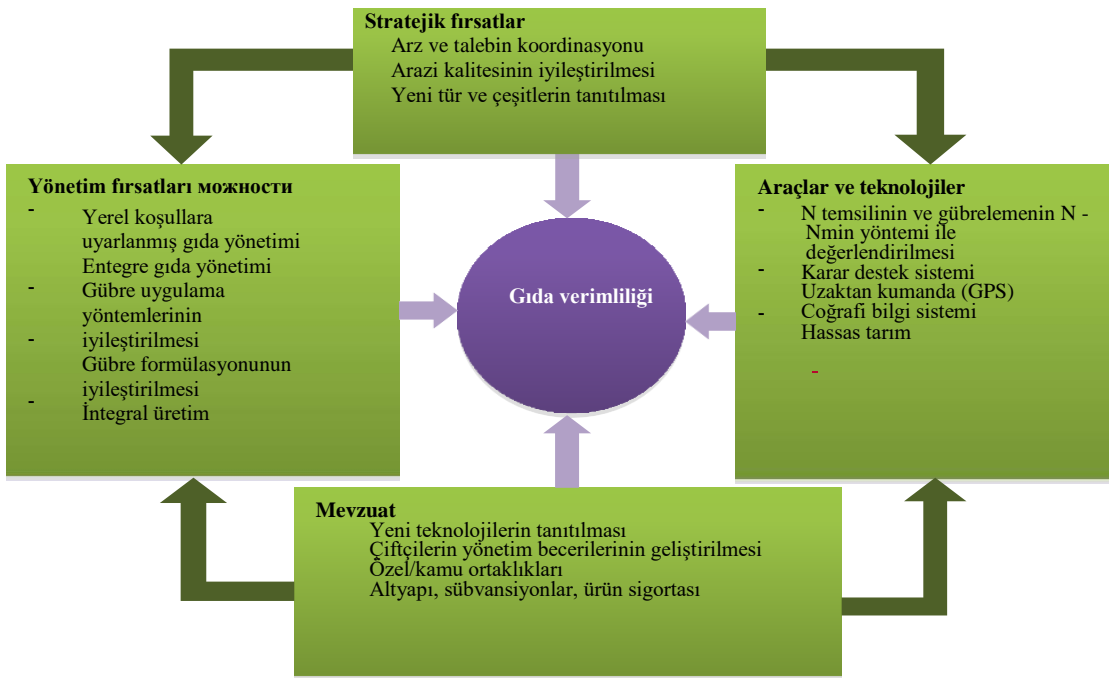 Stratejik fırsatlar
Arz ve talebin koordinasyonu
Arazi kalitesinin iyileştirilmesi
Yeni tür ve çeşitlerin tanıtılması
Yönetim fırsatları можности
- Yerel koşullara
uyarlanmış gıda yönetimi
Entegre gıda yönetimi
- Gübre uygulama
yöntemlerinin
- iyileştirilmesi
Gübre formülasyonunun
iyileştirilmesi
- İntegral üretim
Gıda verimliliği
Araçlar ve teknolojiler
- N temsilinin ve gübrelemenin N -
Nmin yöntemi ile
değerlendirilmesi
- Karar destek sistemi
Uzaktan kumanda (GPS)
- Coğrafi bilgi sistemi
Hassas tarım
-
Mevzuat
Yeni teknolojilerin tanıtılması
Çiftçilerin yönetim becerilerinin geliştirilmesi
Özel/kamu ortaklıkları
Altyapı, sübvansiyonlar, ürün sigortası